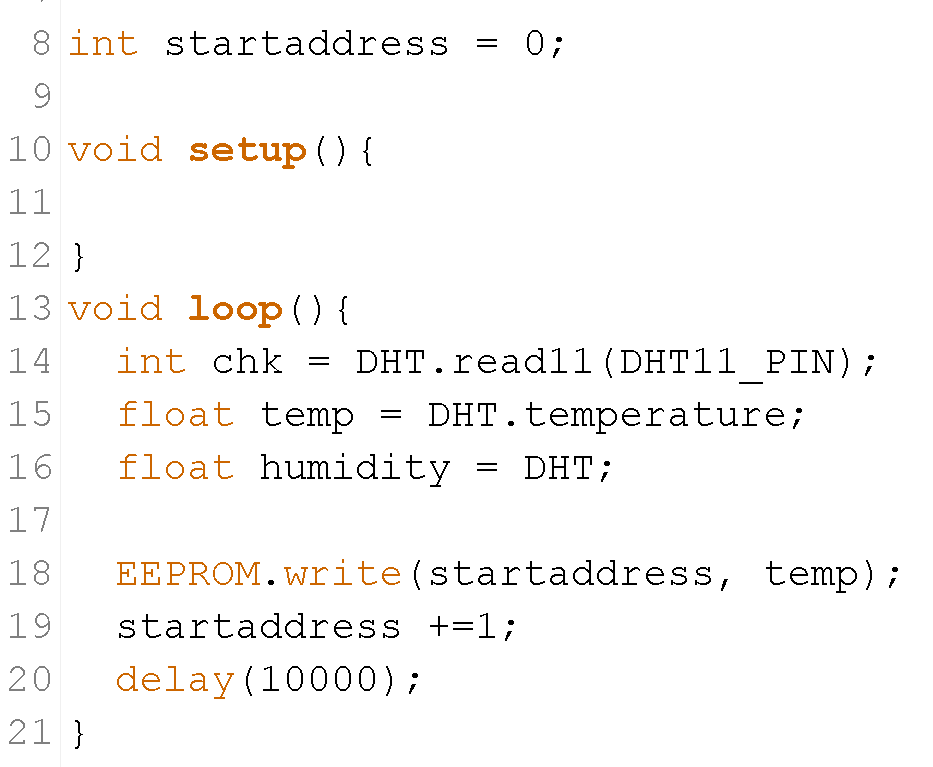 8 int startaddress = 0;
9
10 void setup(){
11
12 }
13 void loop(){
14 int chk = DHT.read11(DHT11_PIN);
15 float temp = DHT.temperature;
16 float humidity = DHT;
17
18 EEPROM.write(startaddress, temp);
19 startaddress +=1;
20 delay(10000);
21 }